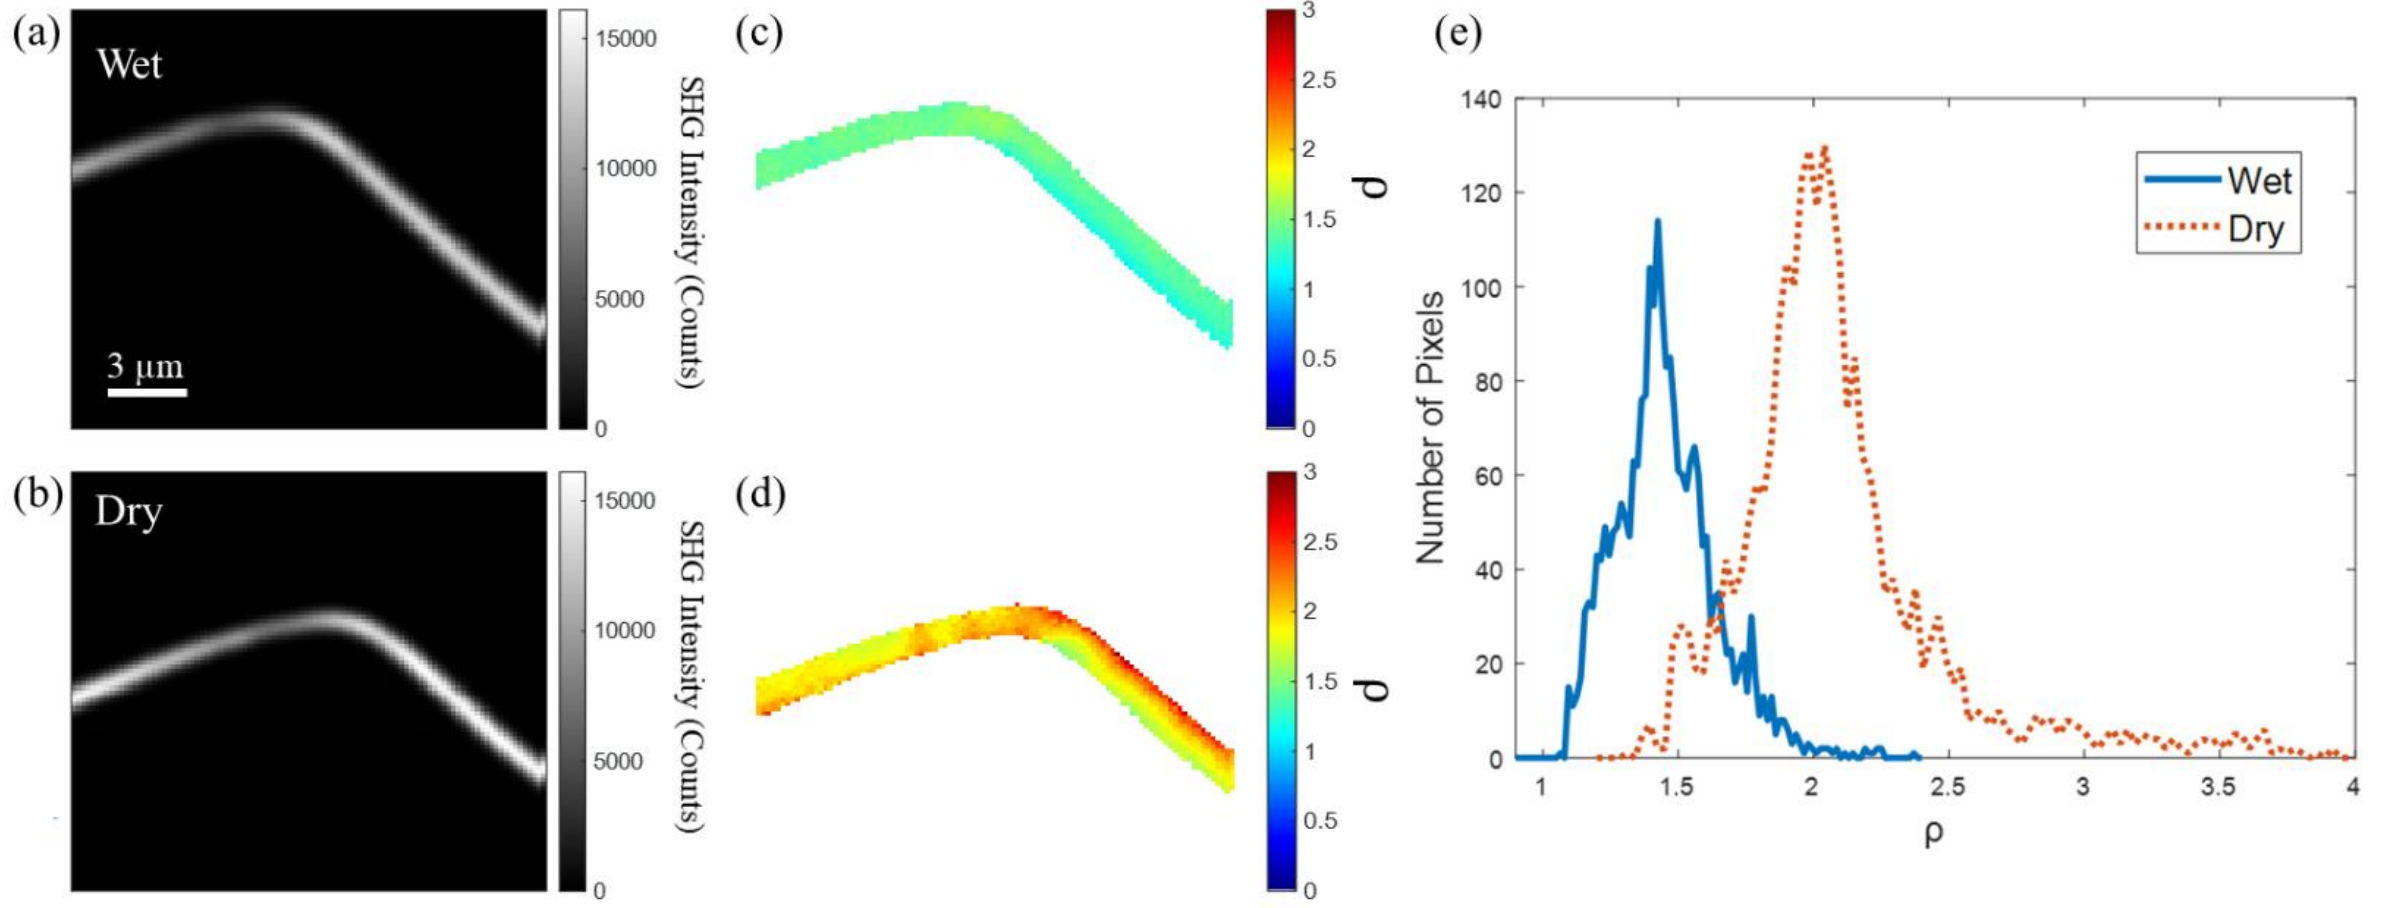 (a)
Wet
3 µm
15000
10000
5000
0
SHG Intensity (Counts)
(b)
Dry
15000
10000
5000
0
SHG Intensity (Counts)
(c)
3
2.5
2
1.5
1
0.5
0
ρ
(d)
3
2.5
2
1.5
1
0.5
0
ρ
(e)
140
120
100
80
60
40
20
0
Number of Pixels
Wet
Dry
1 1.5 2 2.5 3 3.5 4
ρ